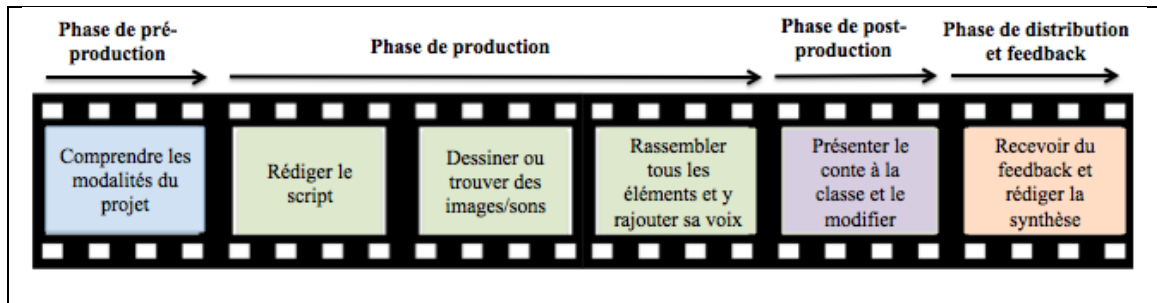 Phase de pré-
production
Phase de production
Phase de post-
production
Phase de distribution
et feedback
Comprendre les
modalités du
projet
Rédiger le
script
Dessiner ou
trouver des
images/sons
Rassembler
tous les
éléments et y
rajouter sa voix
Présenter le
conte à la
classe et le
modifier
Recevoir du
feedback et
rédiger la
synthèse